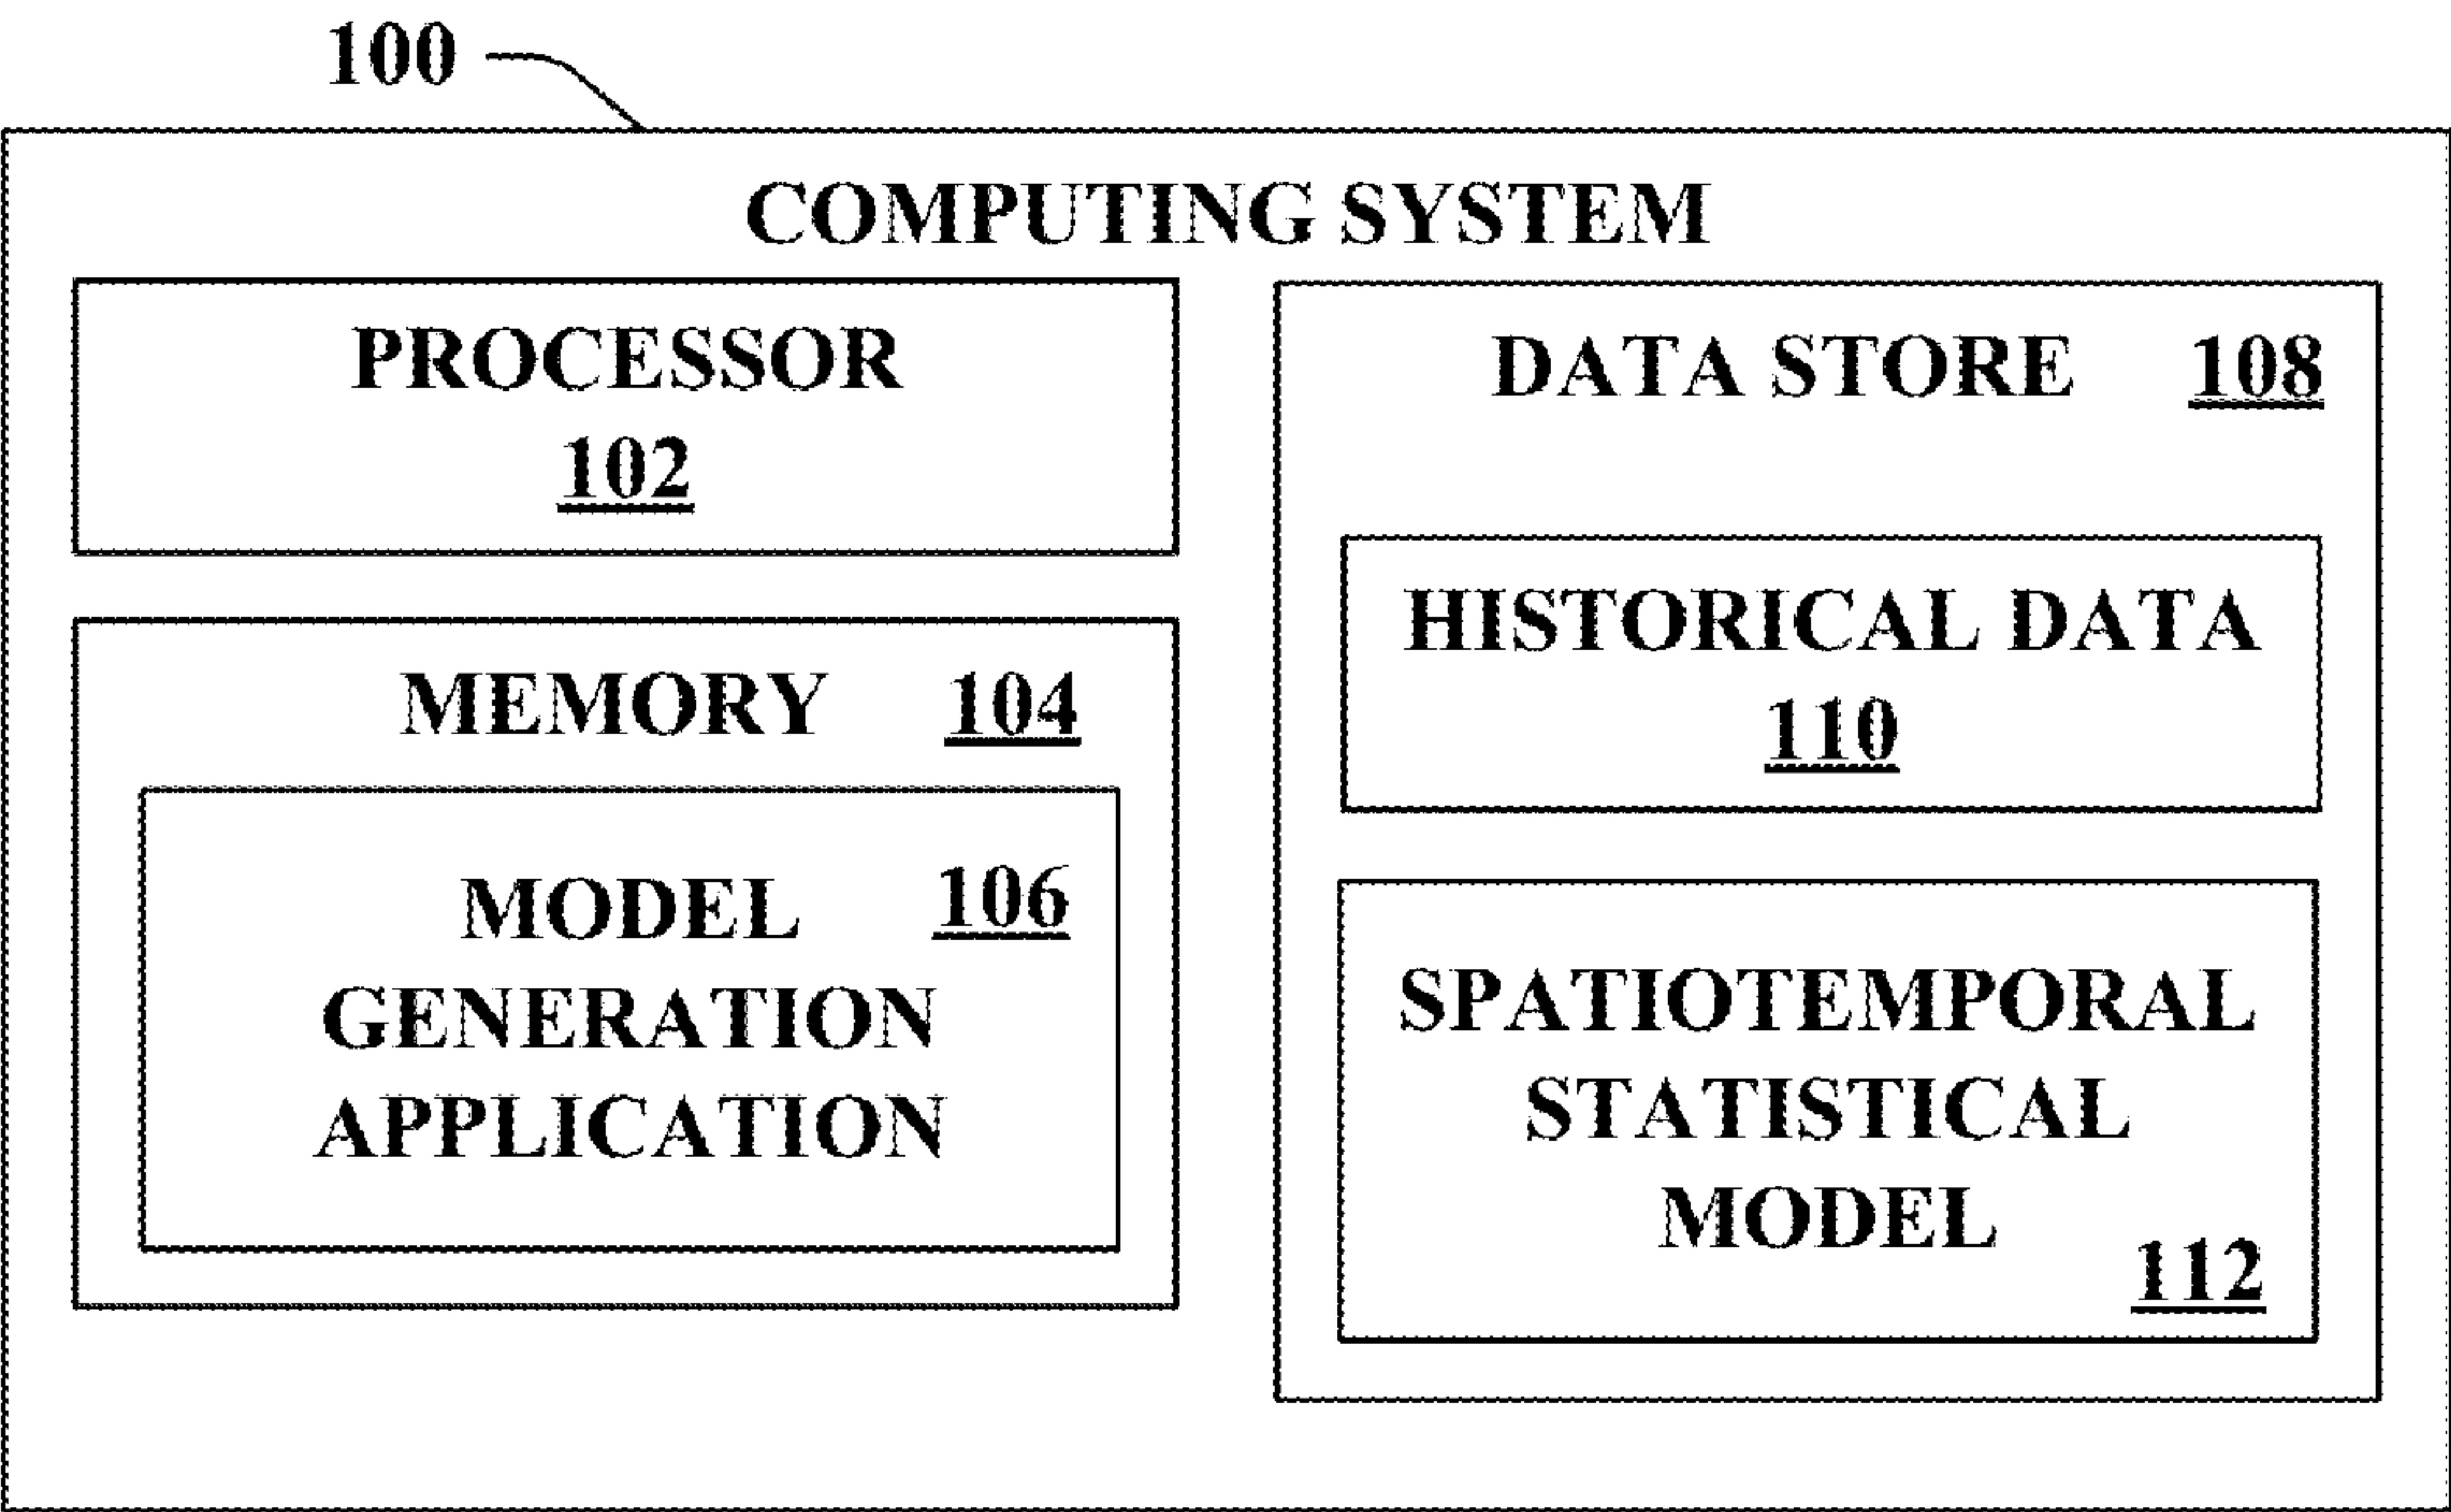 100
COMPUTING SYSTEM
PROCESSOR
102
MEMORY 104
MODEL 106
GENERATION
APPLICATION
DATA STORE 108
HISTORICAL DATA
110
SPATIOTEMPORAL
STATISTICAL
MODEL
112